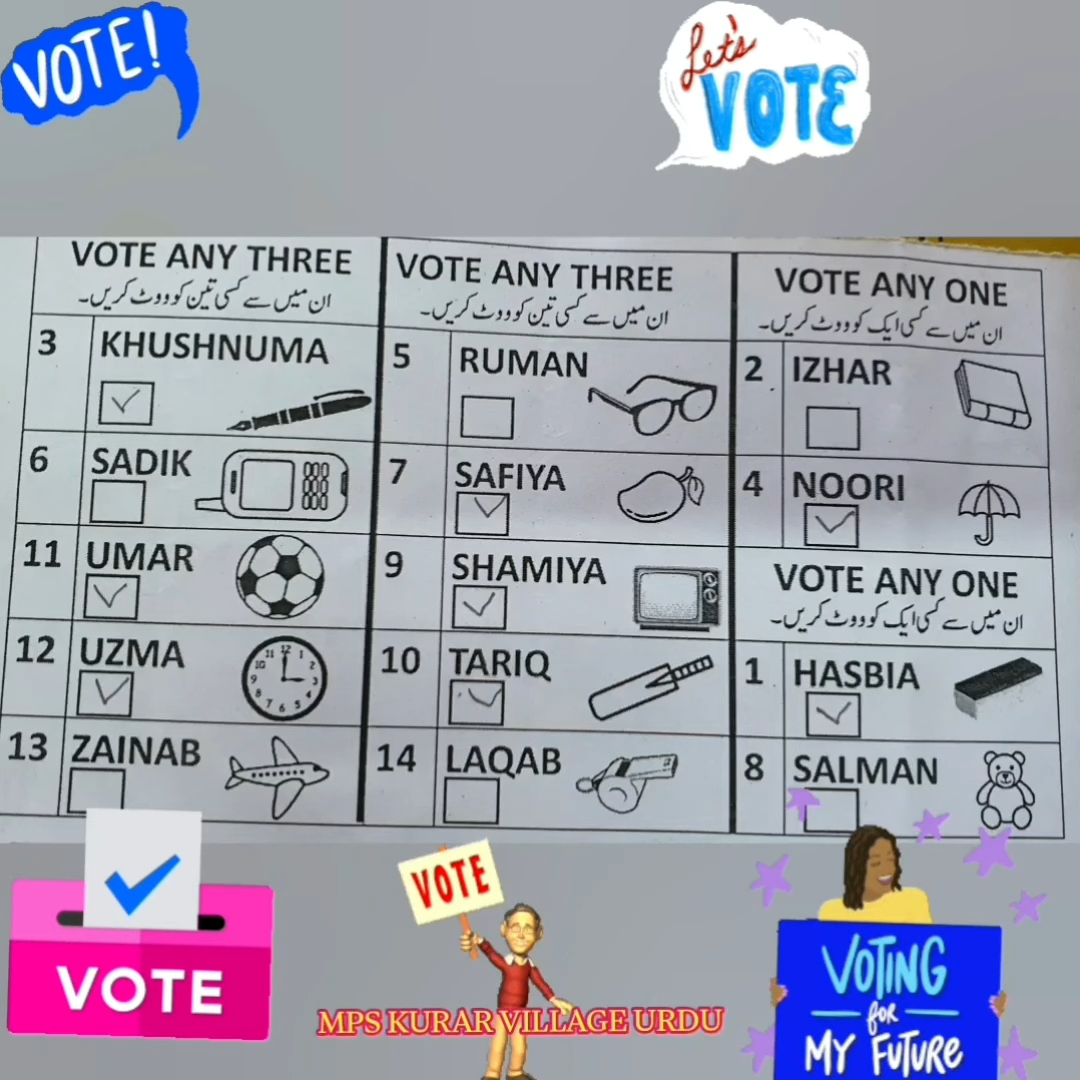 VOTE!
Let's
VOTE
VOTE ANY THREE
ان میں سے کسی تین کو ووٹ کریں۔
3 KHUSHNUMA
6 SADIK
11 UMAR
12 UZMA
13 ZAINAB
VOTE ANY THREE
ان میں سے کسی تین کو ووٹ کریں۔
5 RUMAN
7 SAFIYA
9 SHAMIYA
10 TARIQ
14 LAQAB
VOTE ANY ONE
ان میں سے کسی ایک کو ووٹ کریں۔
2 IZHAR
4 NOORI
VOTE ANY ONE
ان میں سے کسی ایک کو ووٹ کریں۔
1 HASBIA
8 SALMAN
VOTE
VOTE
MPS KURAR VILLAGE URDU
VOTING
for
MY FUTURE